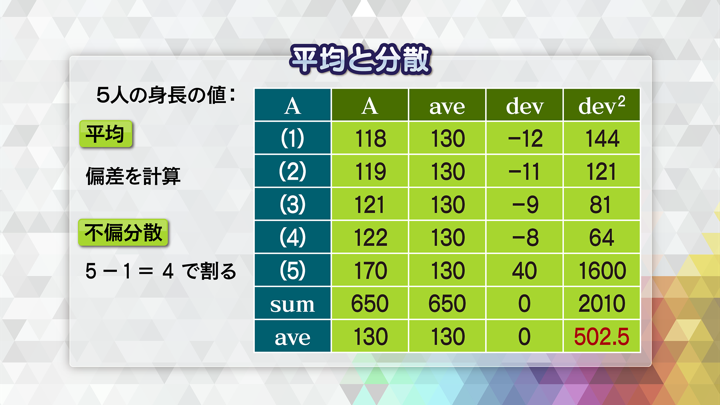 平均と分散
5人の身長の値：
平均
偏差を計算
不偏分散
5－1＝ 4 で割る
A A ave dev dev²
(1) 118 130 −12 144
(2) 119 130 −11 121
(3) 121 130 −9 81
(4) 122 130 −8 64
(5) 170 130 40 1600
sum 650 650 0 2010
ave 130 130 0 502.5